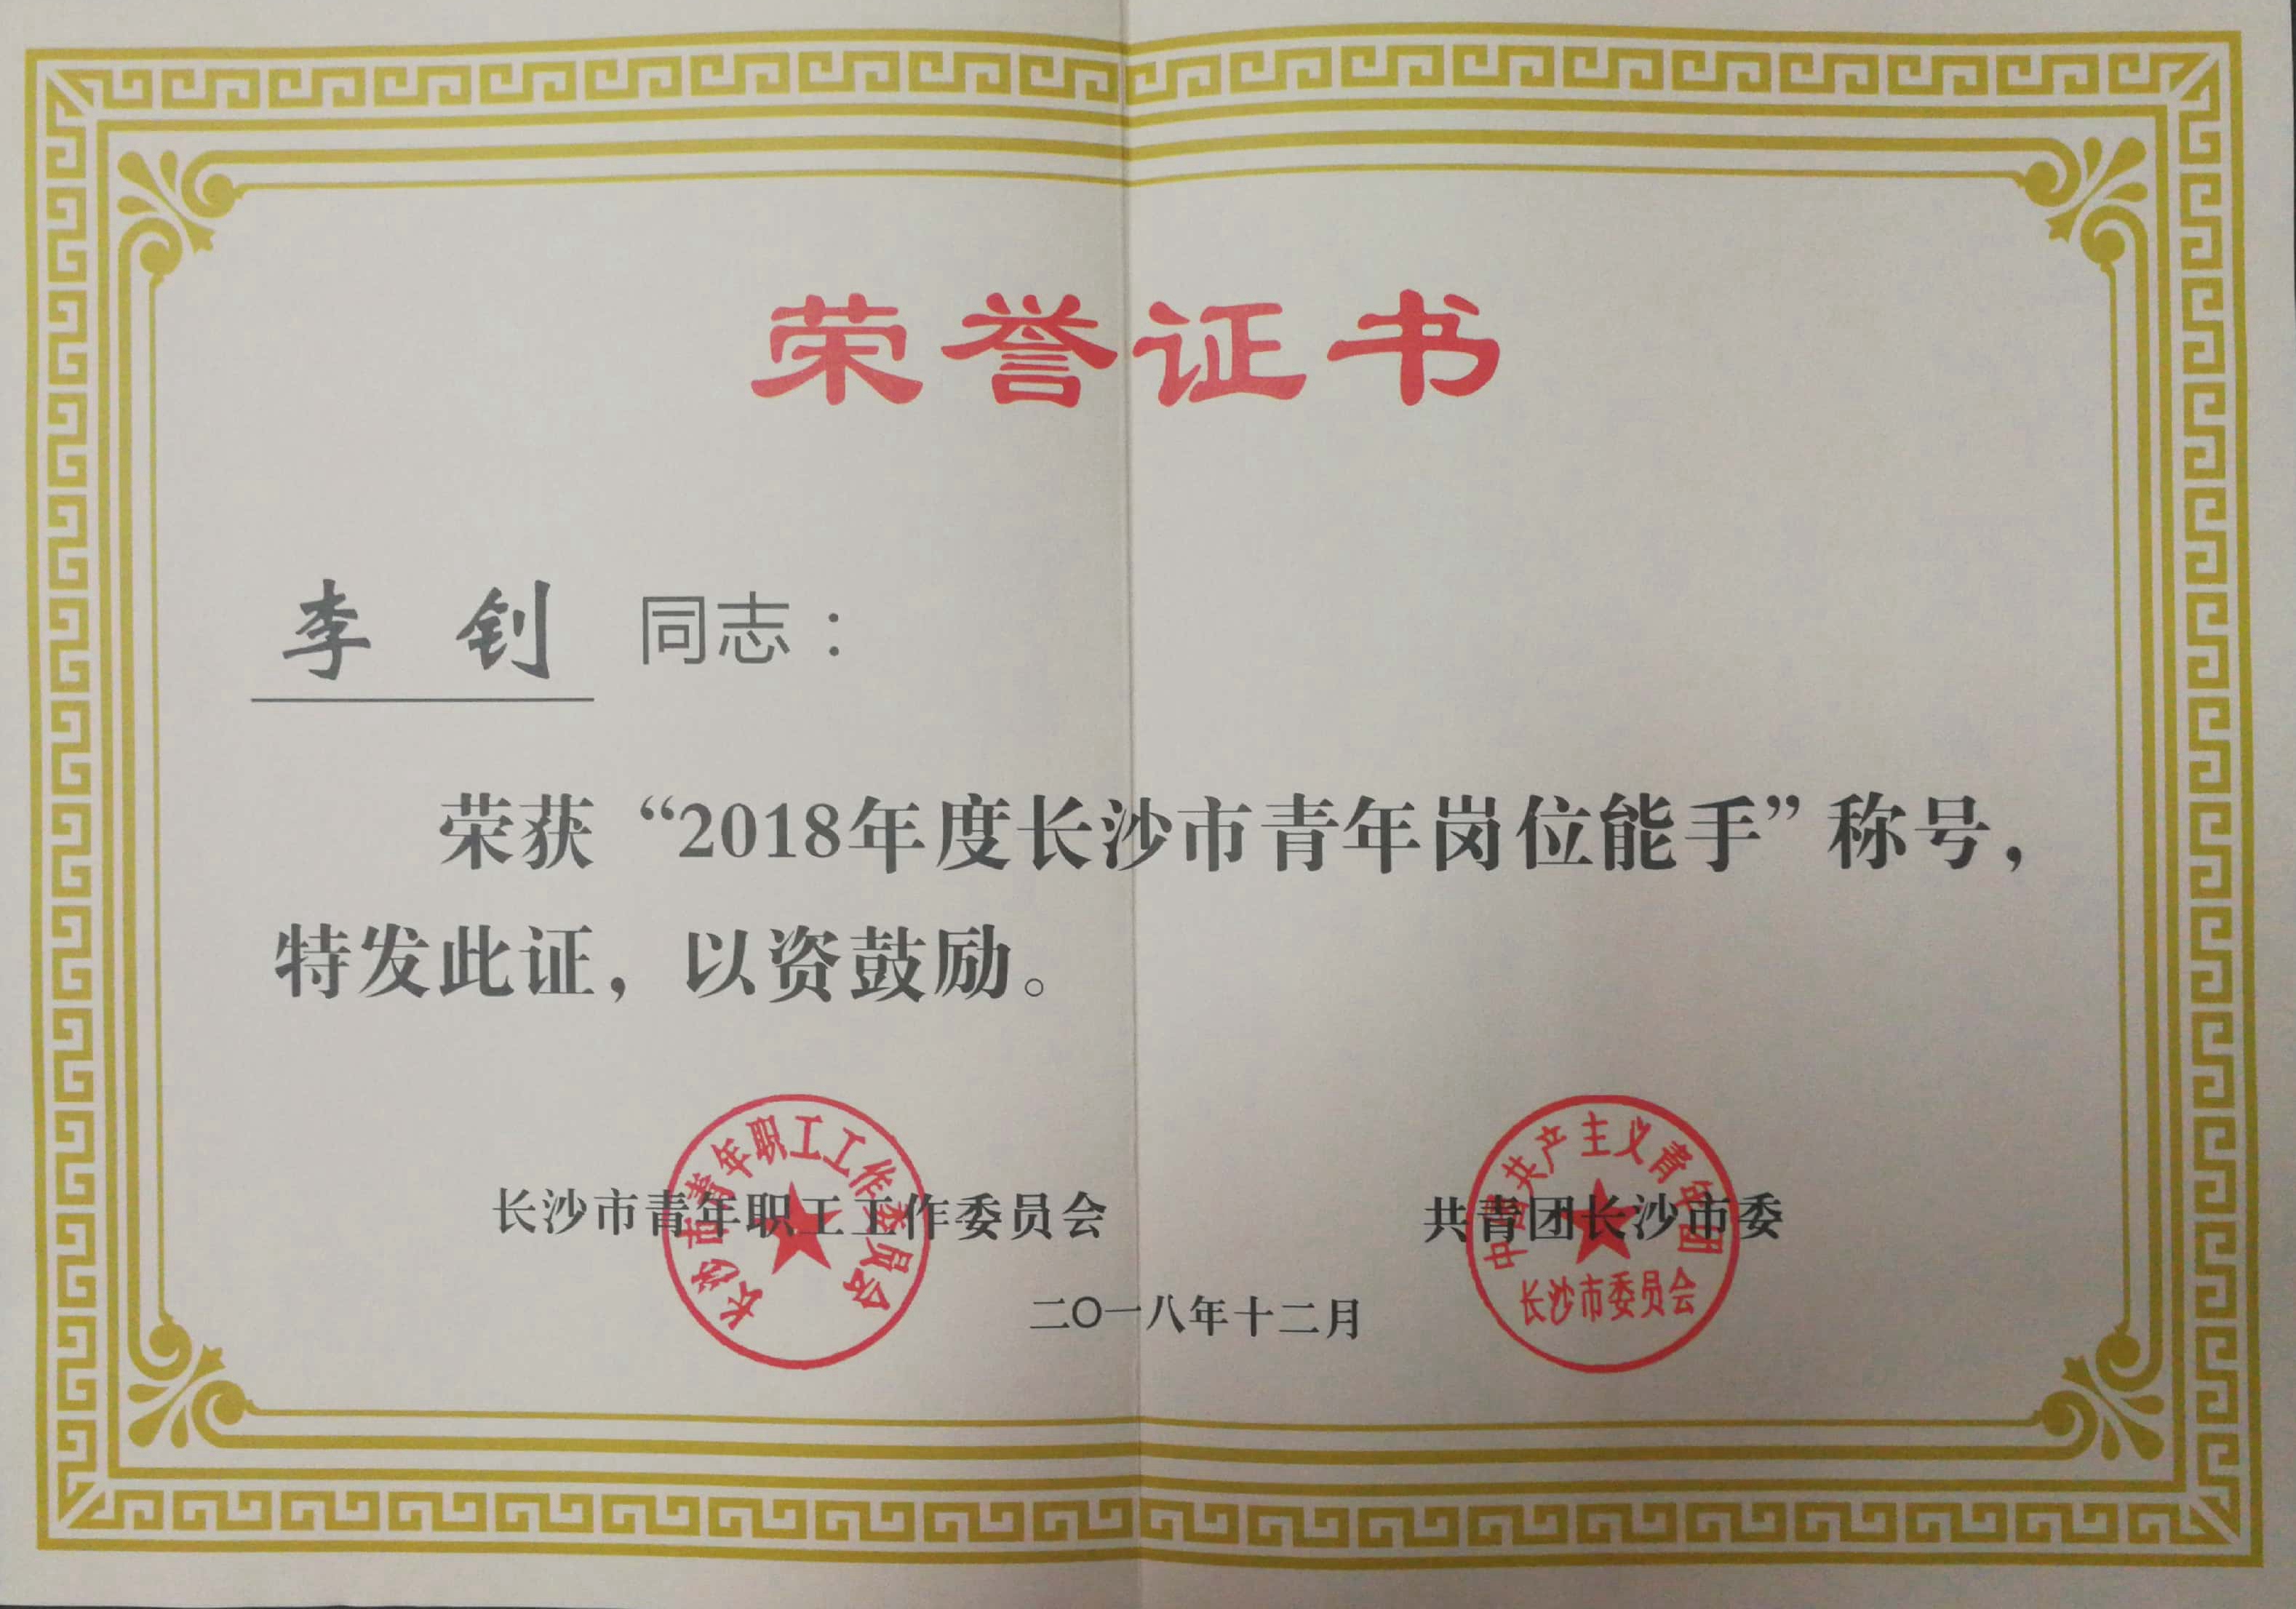 荣誉证书
李 钊 同志：
荣获“2018年度长沙市青年岗位能手”称号，
特发此证，以资鼓励。
长沙市青年职工工作委员会 共青团长沙市委
长沙市青年职工工作委员会
中国共产主义青年团
长沙市委员会
二〇一八年十二月